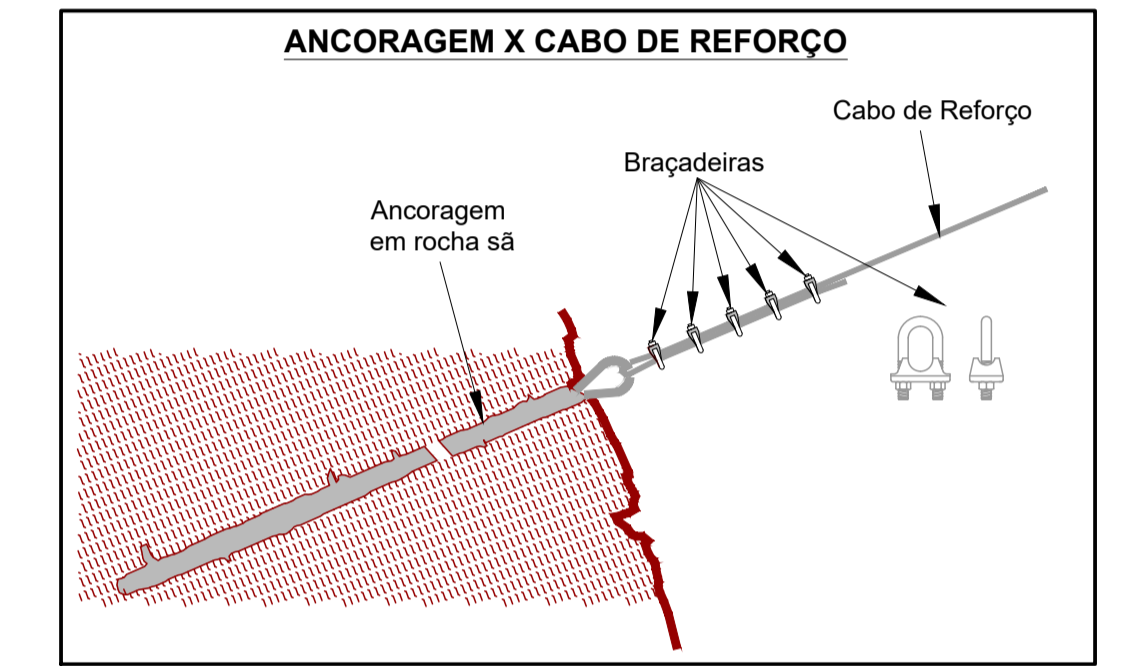 ANCORAGEM X CABO DE REFORÇO
Cabo de Reforço
Braçadeiras
Ancoragem
em rocha sã